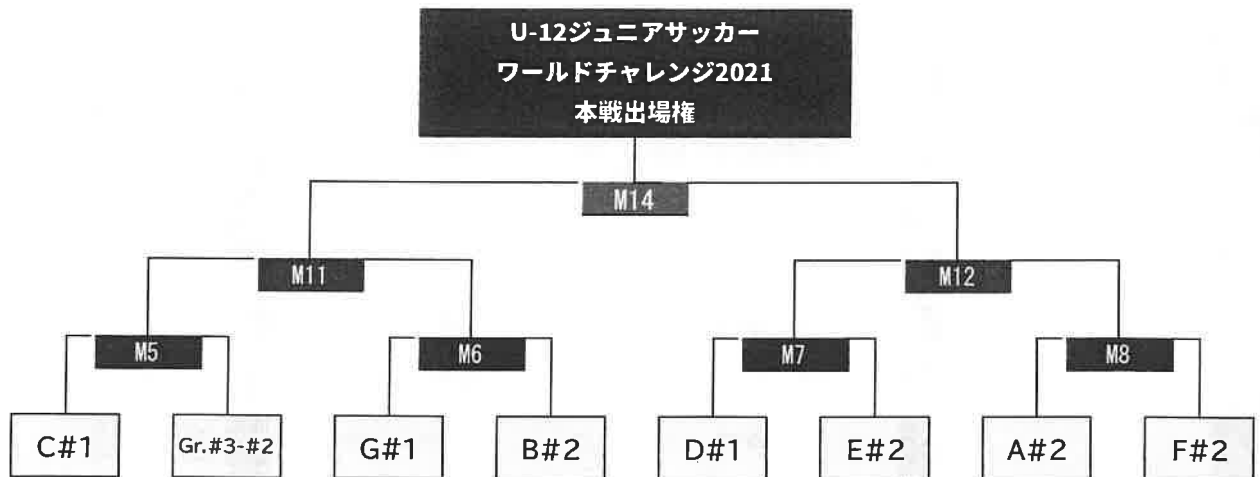 U-12ジュニアサッカー
ワールドチャレンジ2021
本戦出場権
M14
M11
M12
M5
M6
M7
M8
C#1
Gr.#3-#2
G#1
B#2
D#1
E#2
A#2
F#2